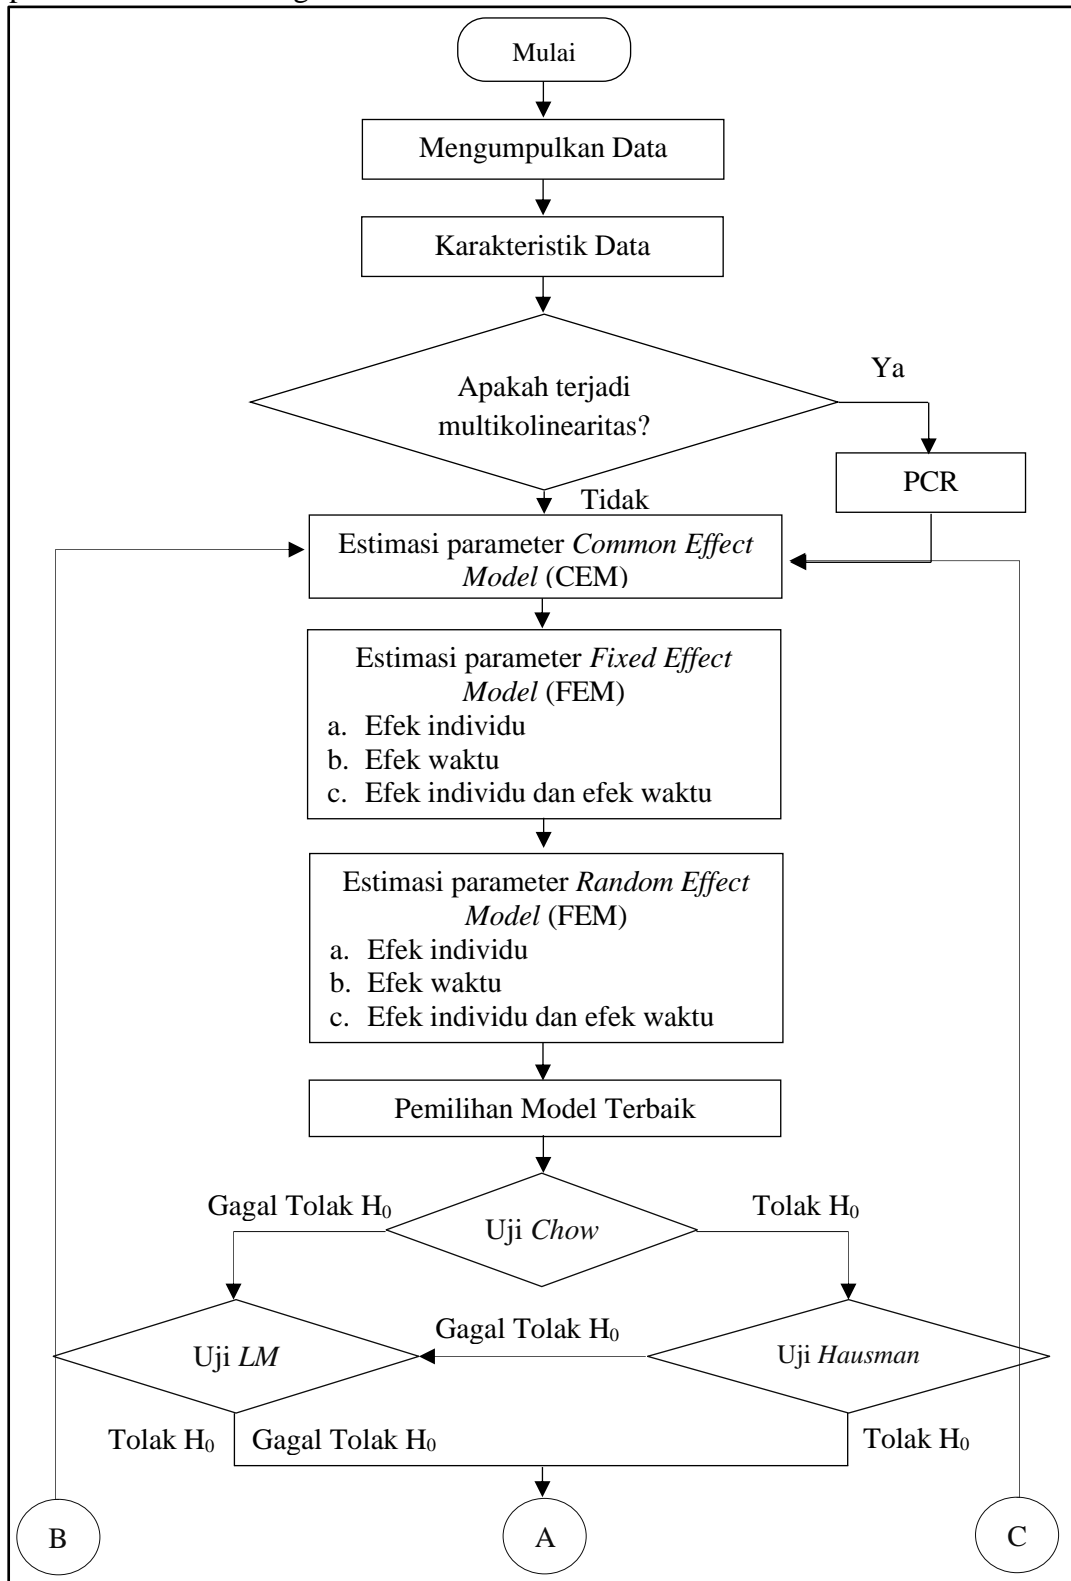 Mulai
Mengumpulkan Data
Karakteristik Data
Apakah terjadi
multikolinearitas?
Ya
PCR
Tidak
Estimasi parameter Common Effect
Model (CEM)
Estimasi parameter Fixed Effect
Model (FEM)
a. Efek individu
b. Efek waktu
c. Efek individu dan efek waktu
Estimasi parameter Random Effect
Model (FEM)
a. Efek individu
b. Efek waktu
c. Efek individu dan efek waktu
Pemilihan Model Terbaik
Gagal Tolak H₀
Tolak H₀
Uji Chow
Gagal Tolak H₀
Uji LM
Uji Hausman
Tolak H₀
Gagal Tolak H₀
Tolak H₀
B
A
C